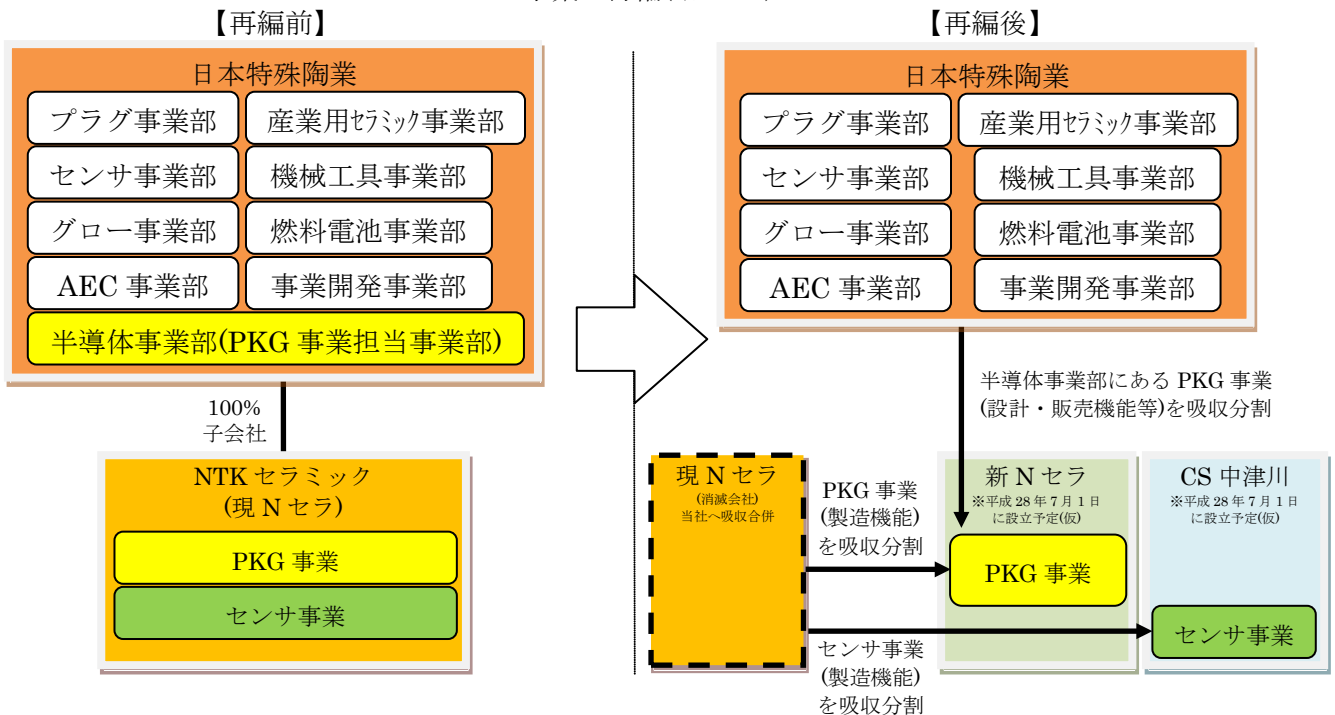 【再編前】
日本特殊陶業
プラグ事業部
産業用ｾﾗﾐｯｸ事業部
センサ事業部
機械工具事業部
グロー事業部
燃料電池事業部
AEC 事業部
事業開発事業部
半導体事業部(PKG 事業担当事業部)
100%
子会社
NTK セラミック
(現 N セラ)
PKG 事業
センサ事業
【再編後】
日本特殊陶業
プラグ事業部
産業用ｾﾗﾐｯｸ事業部
センサ事業部
機械工具事業部
グロー事業部
燃料電池事業部
AEC 事業部
事業開発事業部
半導体事業部にある PKG 事業
(設計・販売機能等)を吸収分割
現 N セラ
(消滅会社)
当社へ吸収合併
PKG 事業
(製造機能)
を吸収分割
センサ事業
(製造機能)
を吸収分割
新 N セラ
※平成 28 年 7 月 1 日
に設立予定(仮)
PKG 事業
CS 中津川
※平成 28 年 7 月 1 日
に設立予定(仮)
センサ事業